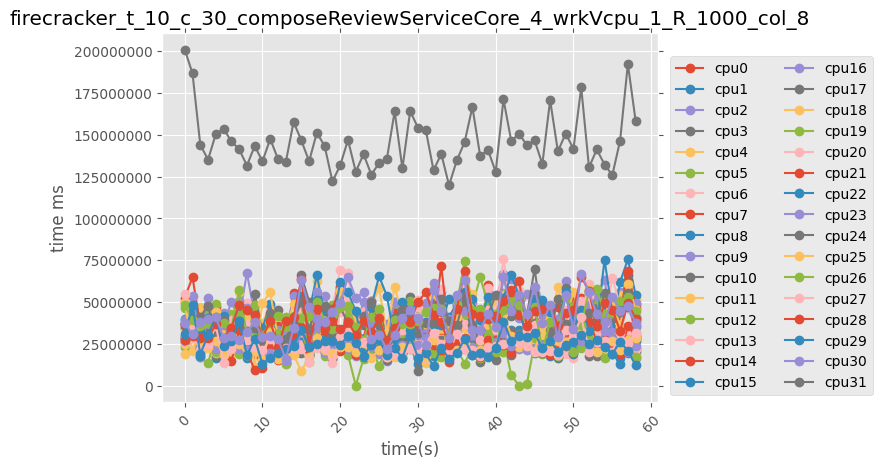 firecracker_t_10_c_30_composeReviewServiceCore_4_wrkVcpu_1_R_1000_col_8
200000000
175000000
150000000
125000000
100000000
75000000
50000000
25000000
0
time ms
0 10 20 30 40 50 60
time(s)
cpu0 cpu16
cpu1 cpu17
cpu2 cpu18
cpu3 cpu19
cpu4 cpu20
cpu5 cpu21
cpu6 cpu22
cpu7 cpu23
cpu8 cpu24
cpu9 cpu25
cpu10 cpu26
cpu11 cpu27
cpu12 cpu28
cpu13 cpu29
cpu14 cpu30
cpu15 cpu31